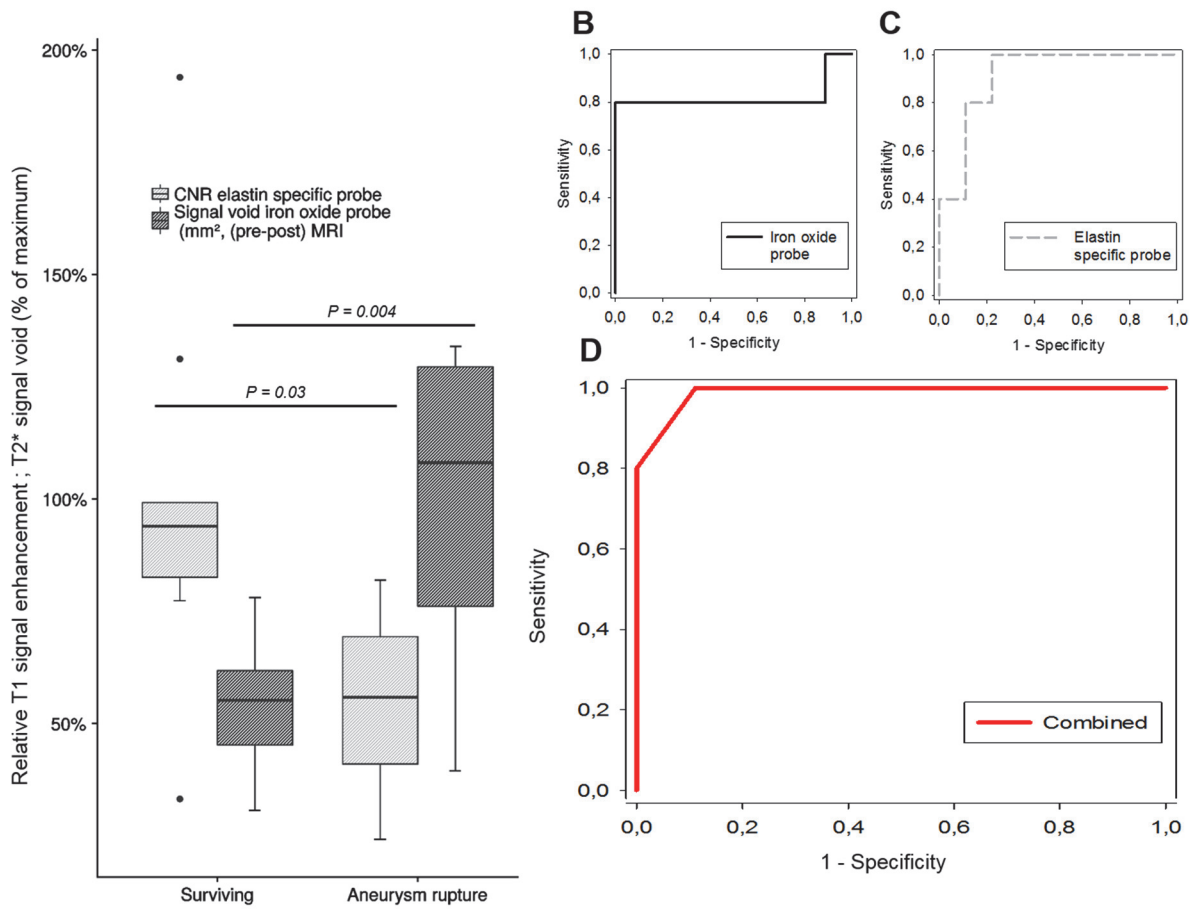 Relative T1 signal enhancement ; T2* signal void (% of maximum)
200%
150%
100%
50%
CNR elastin specific probe
Signal void iron oxide probe
(mm², (pre-post) MRI
P = 0.004
P = 0.03
Surviving
Aneurysm rupture
B
Sensitivity
1,0
0,8
0,6
0,4
0,2
0,0
Iron oxide
probe
0,0 0,2 0,4 0,6 0,8 1,0
1 - Specificity
C
Sensitivity
1,0
0,8
0,6
0,4
0,2
0,0
Elastin
specific probe
0,0 0,2 0,4 0,6 0,8 1,0
1 - Specificity
D
Sensitivity
1,0
0,8
0,6
0,4
0,2
0,0
Combined
0,0 0,2 0,4 0,6 0,8 1,0
1 - Specificity